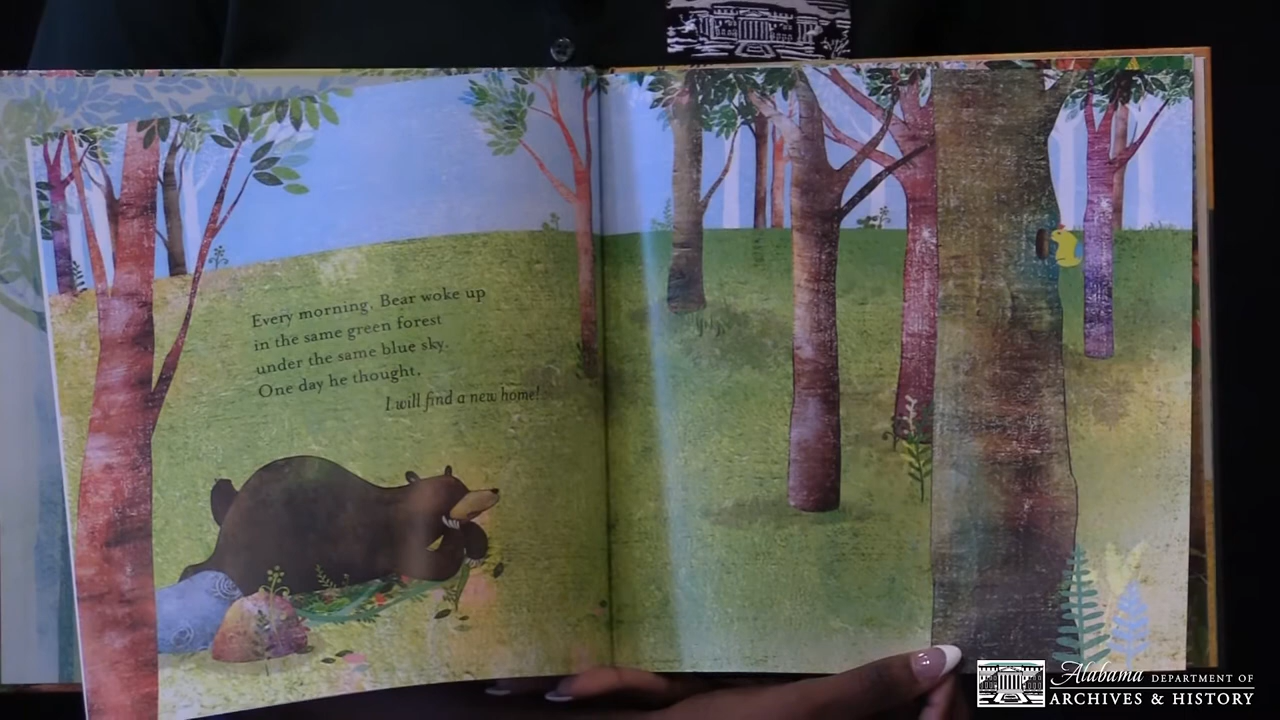 Every morning, Bear woke up
in the same green forest
under the same blue sky.
One day he thought,
I will find a new home!
Alabama DEPARTMENT OF
ARCHIVES & HISTORY